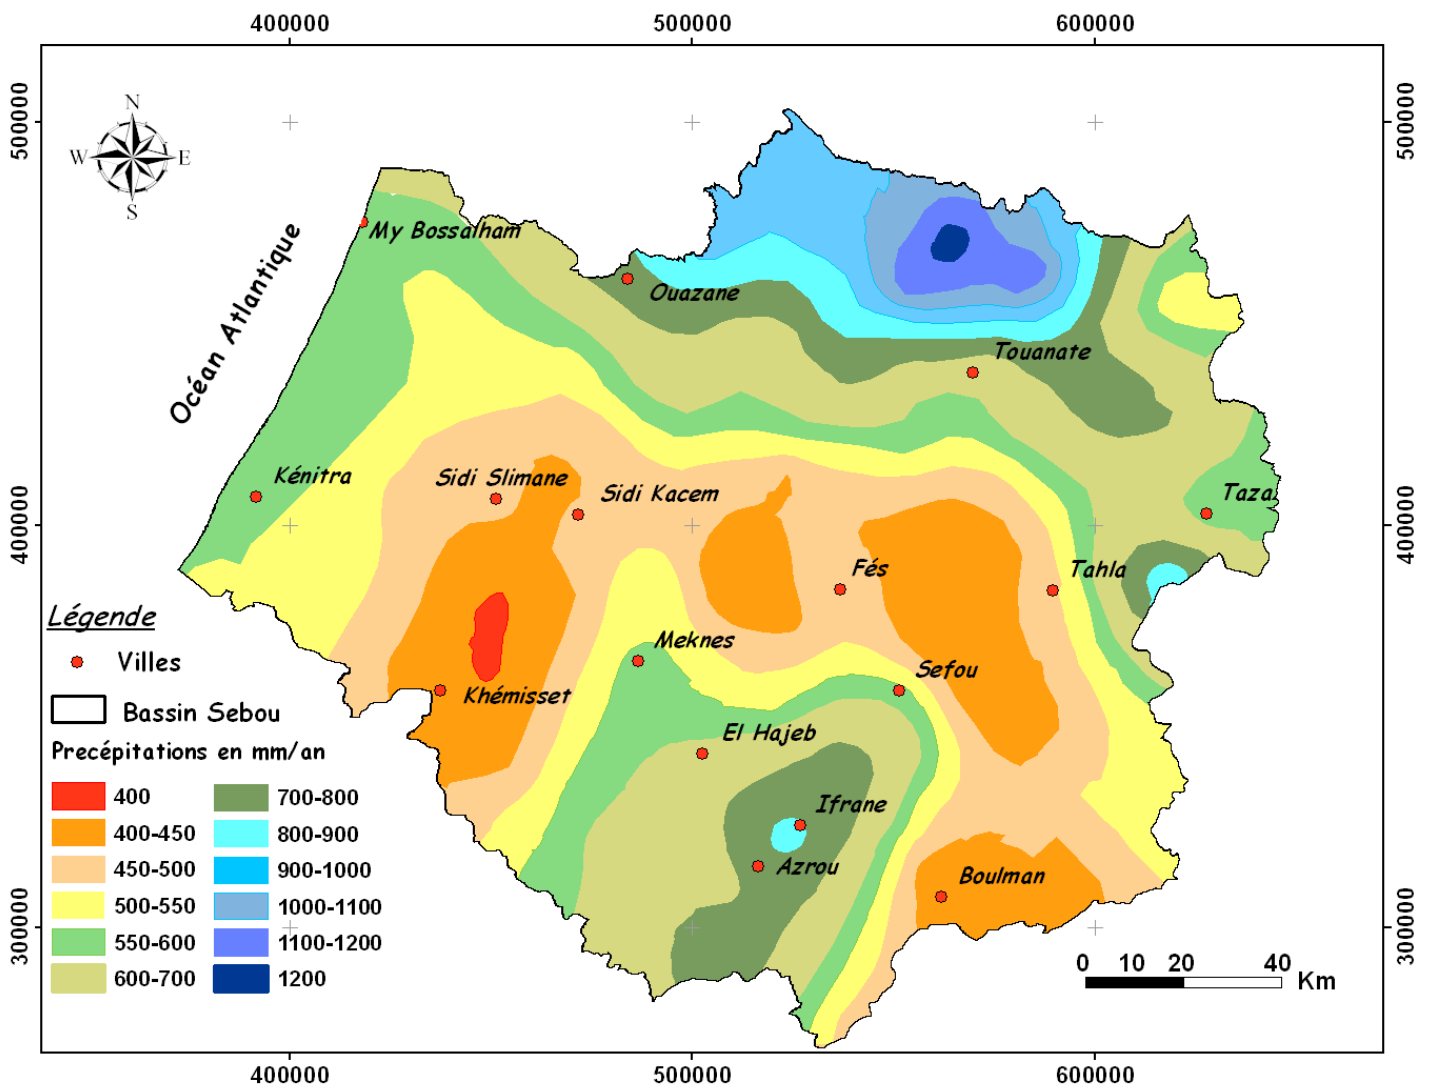 400000 500000 600000
500000
500000
N
W E
S
My Bossalham
Océan Atlantique
Ouazane
Touanate
Kénitra
Sidi Slimane
Sidi Kacem
Taza
400000
400000
Fés
Tahla
Légende
Villes
Meknes
Sefou
Khémisset
Bassin Sebou
El Hajeb
Precépitations en mm/an
400
400-450
450-500
500-550
550-600
600-700
700-800
800-900
900-1000
1000-1100
1100-1200
1200
Ifrane
Azrou
Boulman
300000
300000
0 10 20 40 Km
400000 500000 600000